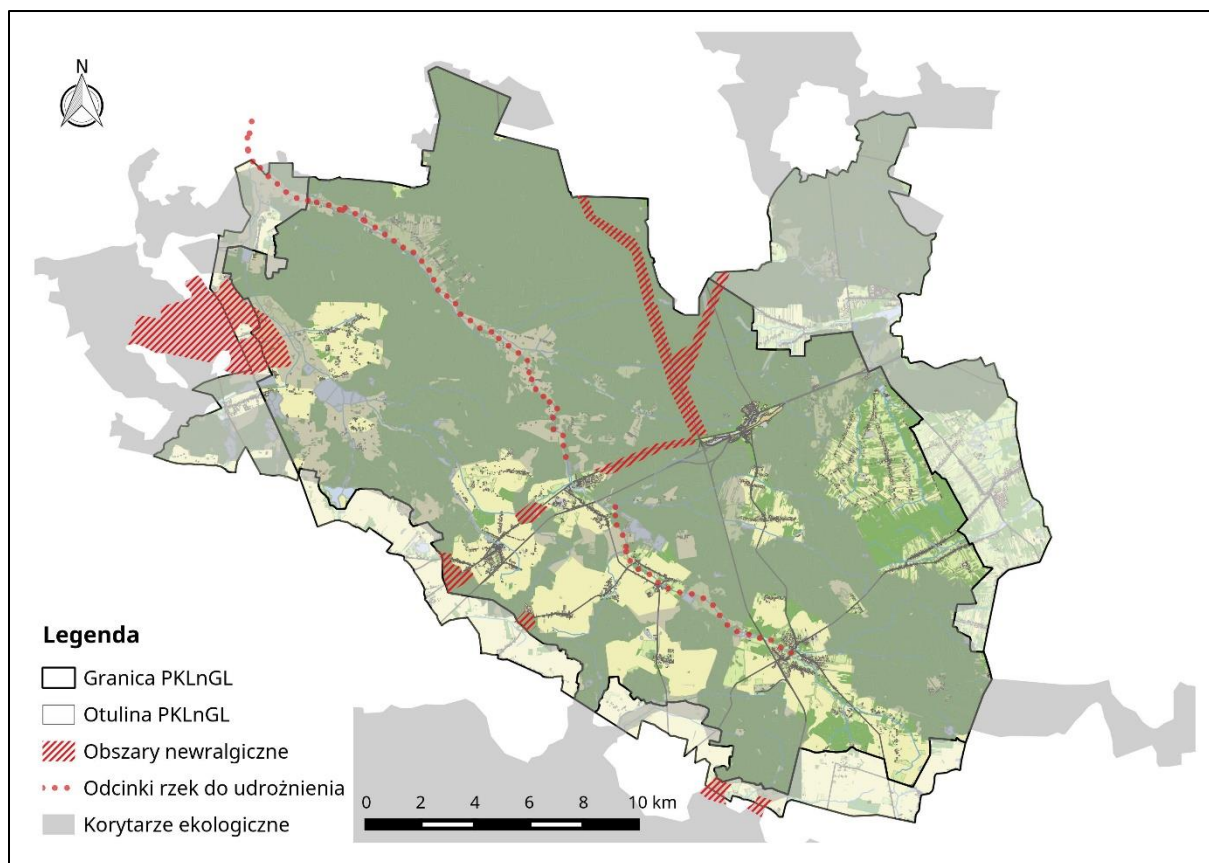 N
Legenda
Granica PKLnGL
Otulina PKLnGL
Obszary newralgiczne
Odcinki rzek do udrożnienia
Korytarze ekologiczne
0 2 4 6 8 10 km